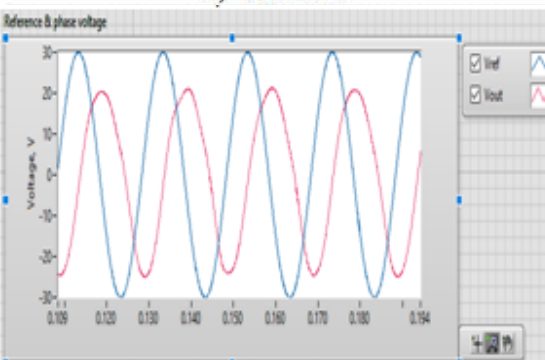 Reference & phase voltage
Vref
Vout
Voltage, V
30-
20-
10-
0-
-10-
-20-
-30-
0.109 0.120 0.130 0.140 0.150 0.160 0.170 0.180 0.194